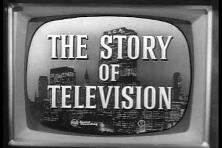 THE STORY
OF
TELEVISION